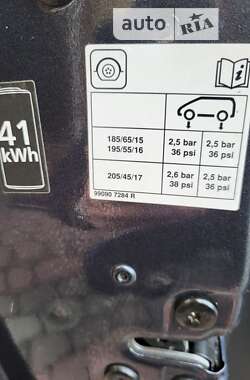 auto RIA
41
kWh
185/65/15 2,5 bar 2,5 bar
195/55/16 36 psi 36 psi
205/45/17 2,6 bar 2,5 bar
38 psi 36 psi
99090 7284 R